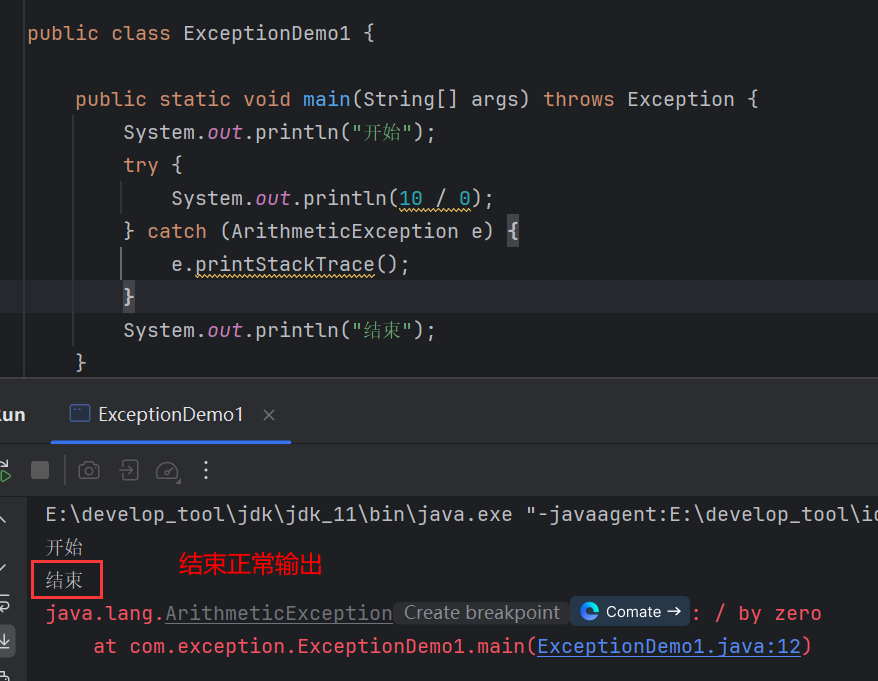 public class ExceptionDemo1 {
public static void main(String[] args) throws Exception {
System.out.println("开始");
try {
System.out.println(10 / 0);
} catch (ArithmeticException e) {
e.printStackTrace();
}
System.out.println("结束");
}
un
ExceptionDemo1 ×
E:\develop_tool\jdk\jdk_11\bin\java.exe "-javaagent:E:\develop_tool\i
开始
结束正常输出
结束
java.lang.ArithmeticException Create breakpoint Comate → : / by zero
at com.exception.ExceptionDemo1.main(ExceptionDemo1.java:12)